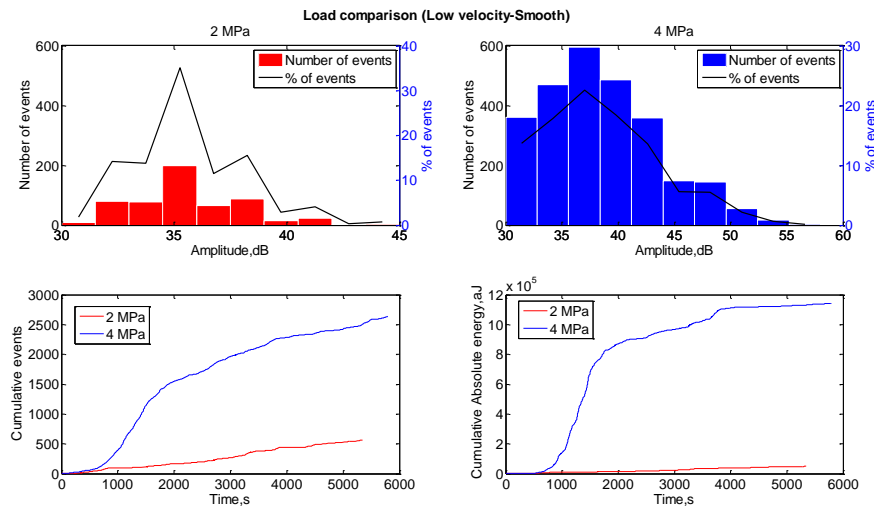 Load comparison (Low velocity-Smooth)
2 MPa
4 MPa
600
400
200
0
Number of events
30
35
40
45
Amplitude,dB
40
30
20
10
0
% of events
Number of events
% of events
600
400
200
0
Number of events
30
35
40
45
50
55
60
Amplitude,dB
30
20
10
0
% of events
Number of events
% of events
3000
2500
2000
1500
1000
500
0
Cumulative events
0
1000
2000
3000
4000
5000
6000
Time,s
2 MPa
4 MPa
12
10
8
6
4
2
0
x 10^5
Cumulative Absolute energy,aJ
0
1000
2000
3000
4000
5000
6000
Time,s
2 MPa
4 MPa